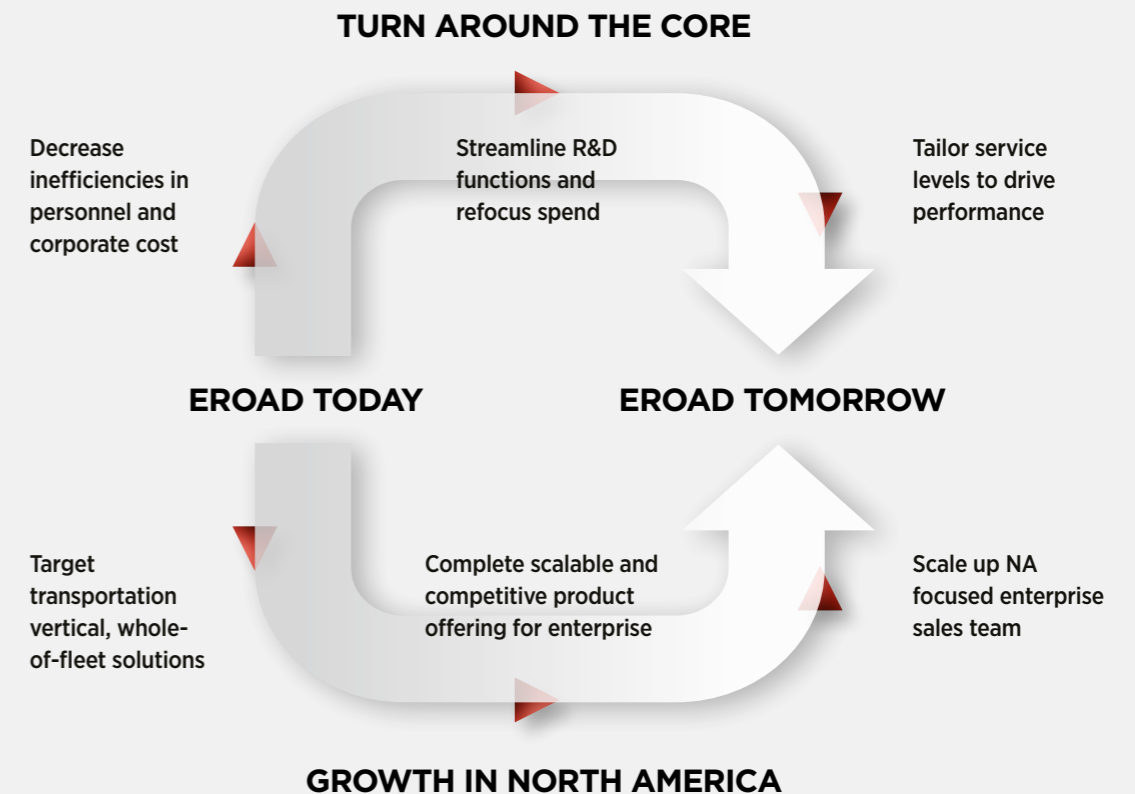 TURN AROUND THE CORE
Decrease
inefficiencies in
personnel and
corporate cost
Streamline R&D
functions and
refocus spend
Tailor service
levels to drive
performance
EROAD TODAY
EROAD TOMORROW
Target
transportation
vertical, whole-
of-fleet solutions
Complete scalable and
competitive product
offering for enterprise
Scale up NA
focused enterprise
sales team
GROWTH IN NORTH AMERICA